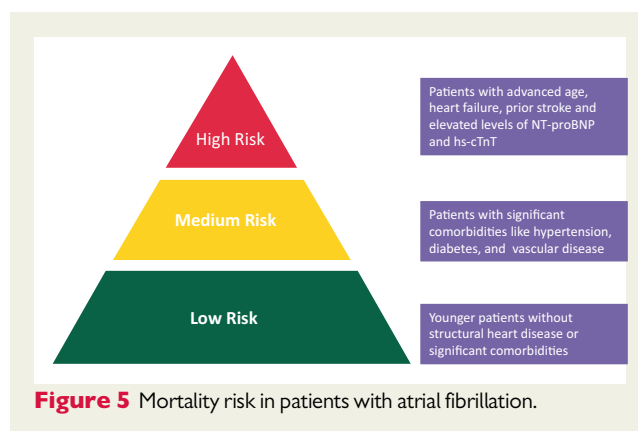 High Risk
Patients with advanced age,
heart failure, prior stroke and
elevated levels of NT-proBNP
and hs-cTnT
Medium Risk
Patients with significant
comorbidities like hypertension,
diabetes, and vascular disease
Low Risk
Younger patients without
structural heart disease or
significant comorbidities
Figure 5 Mortality risk in patients with atrial fibrillation.